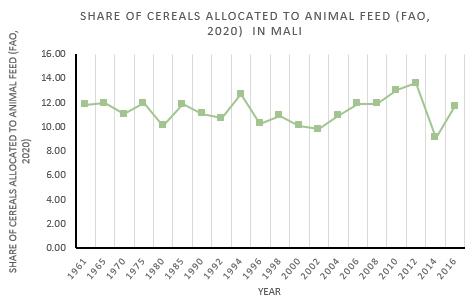 SHARE OF CEREALS ALLOCATED TO ANIMAL FEED (FAO,
2020) IN MALI
SHARE OF CEREALS ALLOCATED TO ANIMAL FEED (FAO,
2020)
16.00
14.00
12.00
10.00
8.00
6.00
4.00
2.00
0.00
1961 1965 1970 1975 1980 1985 1990 1992 1994 1996 1998 2000 2002 2004 2006 2008 2010 2012 2014 2016
YEAR